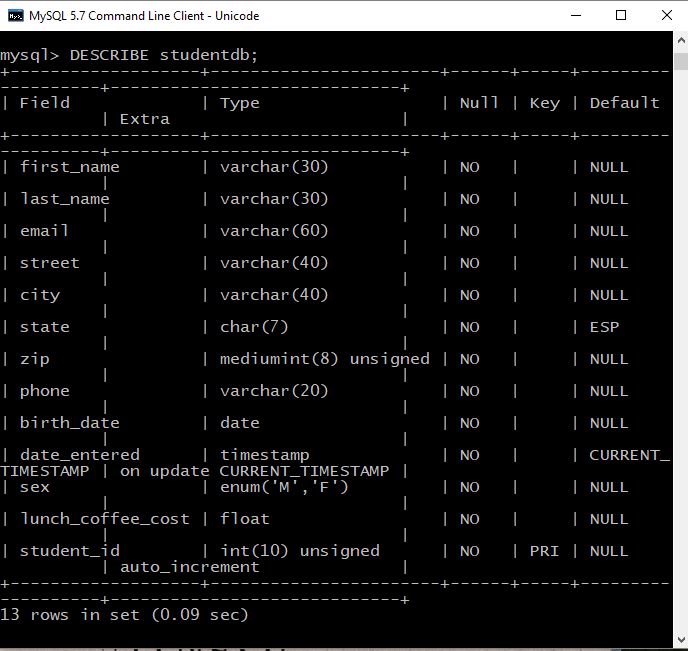 MySQL 5.7 Command Line Client - Unicode
mysql> DESCRIBE studentdb;
+--------------------+------------------------+------+-----+---------
----------+-----------------------------+
| Field              | Type                   | Null | Key | Default
          | Extra                       |
+--------------------+------------------------+------+-----+---------
----------+-----------------------------+
| first_name         | varchar(30)            | NO   |     | NULL
          |                             |
| last_name          | varchar(30)            | NO   |     | NULL
          |                             |
| email              | varchar(60)            | NO   |     | NULL
          |                             |
| street             | varchar(40)            | NO   |     | NULL
          |                             |
| city               | varchar(40)            | NO   |     | NULL
          |                             |
| state              | char(7)                | NO   |     | ESP
          |                             |
| zip                | mediumint(8) unsigned  | NO   |     | NULL
          |                             |
| phone              | varchar(20)            | NO   |     | NULL
          |                             |
| birth_date         | date                   | NO   |     | NULL
          |                             |
| date_entered       | timestamp              | NO   |     | CURRENT_
TIMESTAMP | on update CURRENT_TIMESTAMP |
| sex                | enum('M','F')          | NO   |     | NULL
          |                             |
| lunch_coffee_cost  | float                  | NO   |     | NULL
          |                             |
| student_id         | int(10) unsigned       | NO   | PRI | NULL
          | auto_increment              |
+--------------------+------------------------+------+-----+---------
----------+-----------------------------+
13 rows in set (0.09 sec)